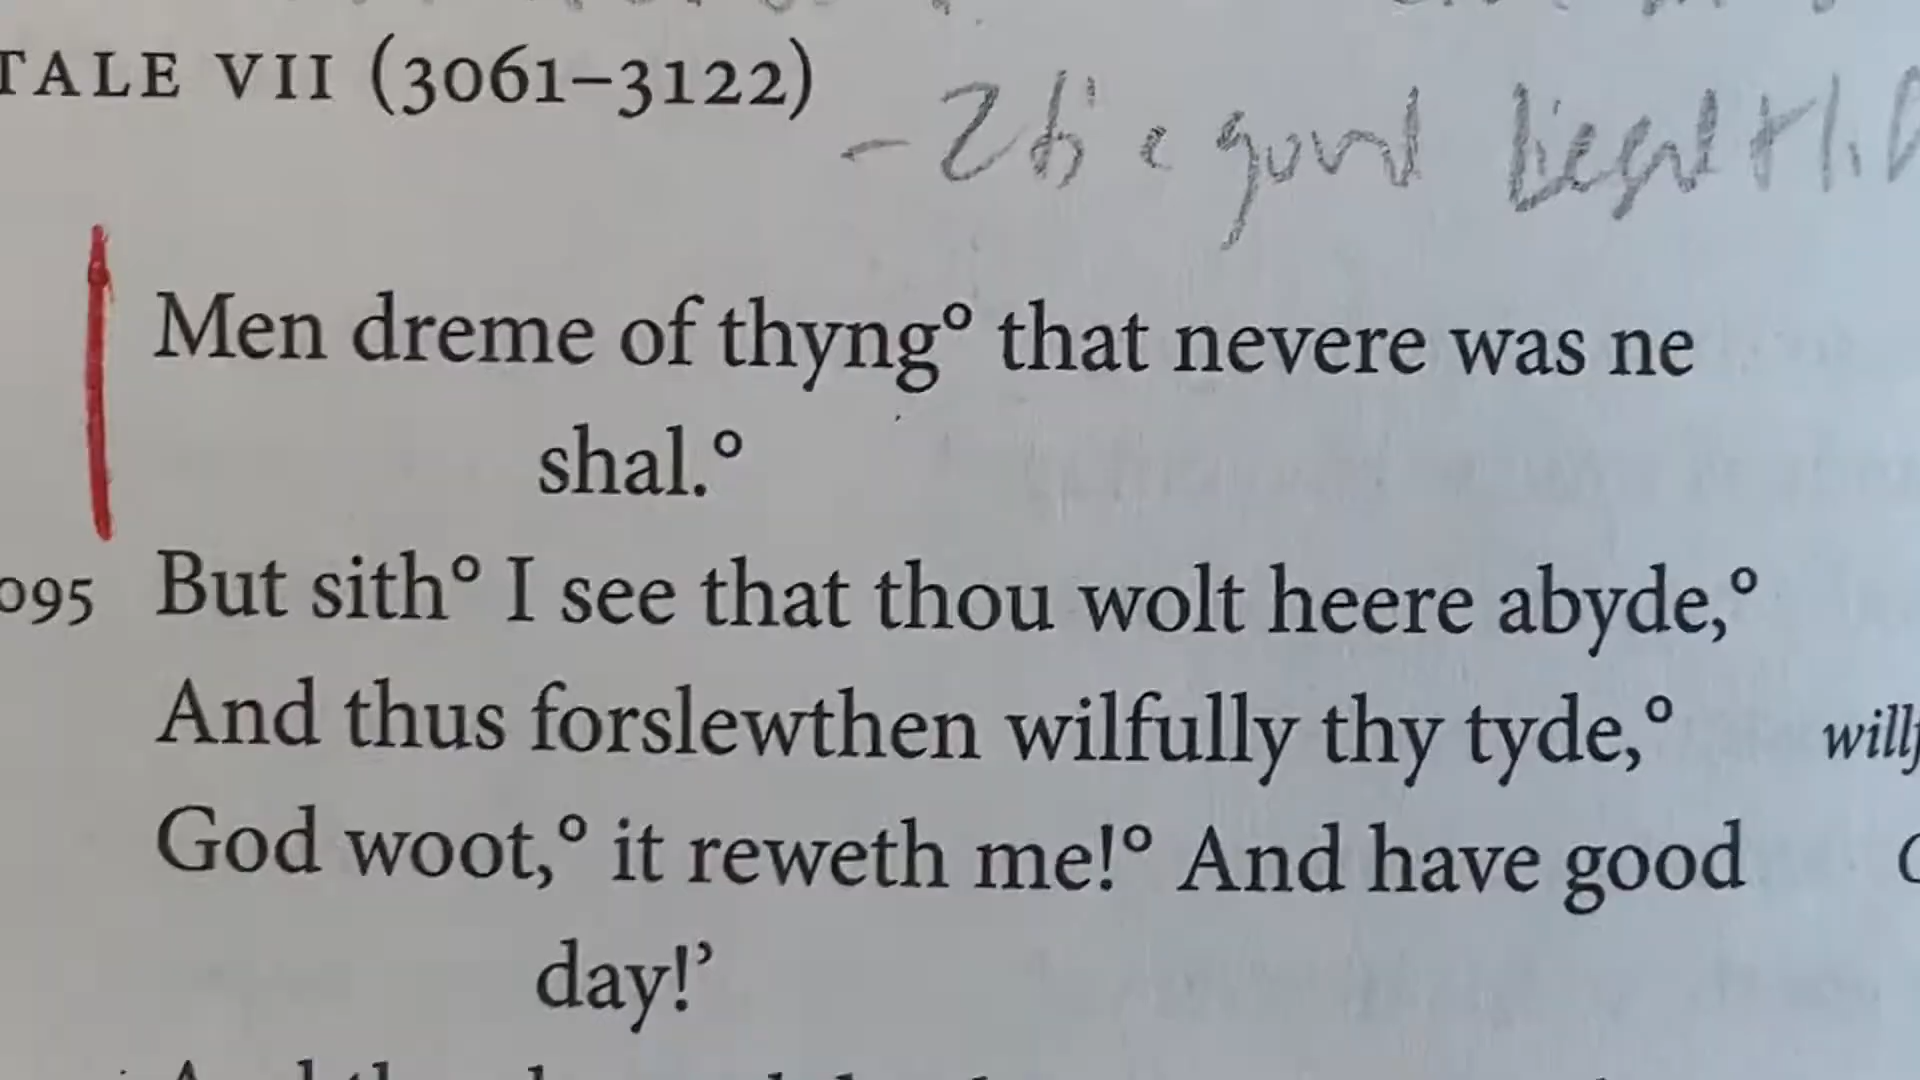 TALE VII (3061–3122)
Men dreme of thyng° that nevere was ne
shal.°
095 But sith° I see that thou wolt heere abyde,°
And thus forslewthen wilfully thy tyde,°
God woot,° it reweth me!° And have good
day!’